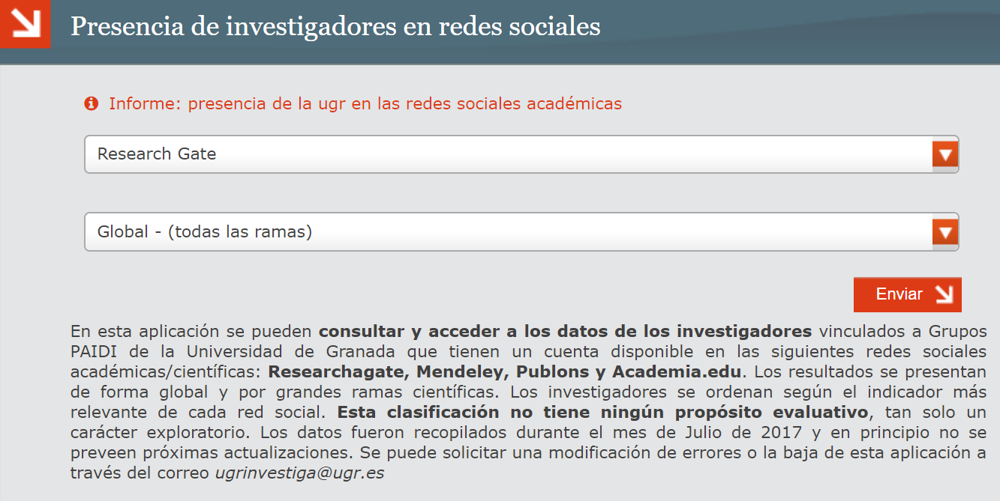 Presencia de investigadores en redes sociales
Informe: presencia de la ugr en las redes sociales académicas
Research Gate
Global - (todas las ramas)
Enviar
En esta aplicación se pueden consultar y acceder a los datos de los investigadores vinculados a Grupos
PAIDI de la Universidad de Granada que tienen un cuenta disponible en las siguientes redes sociales
académicas/científicas: Researchagate, Mendeley, Publons y Academia.edu. Los resultados se presentan
de forma global y por grandes ramas científicas. Los investigadores se ordenan según el indicador más
relevante de cada red social. Esta clasificación no tiene ningún propósito evaluativo, tan solo un
carácter exploratorio. Los datos fueron recopilados durante el mes de Julio de 2017 y en principio no se
preveen próximas actualizaciones. Se puede solicitar una modificación de errores o la baja de esta aplicación a
través del correo ugrinvestiga@ugr.es